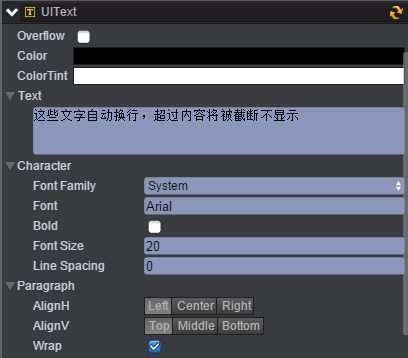 UIText
Overflow
Color
ColorTint
Text
这些文字自动换行，超过内容将被截断不显示
Character
Font Family System
Font Arial
Bold
Font Size 20
Line Spacing 0
Paragraph
AlignH Left Center Right
AlignV Top Middle Bottom
Wrap